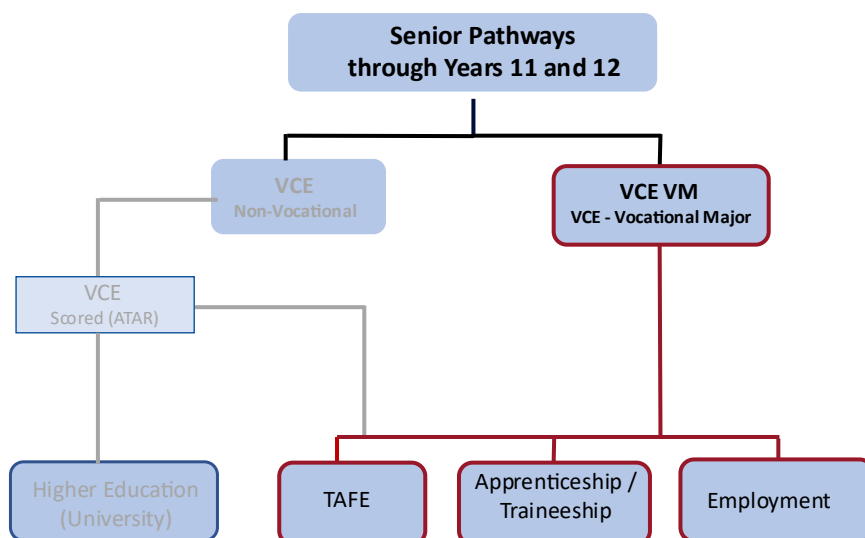 Senior Pathways
through Years 11 and 12
VCE
Non-Vocational
VCE VM
VCE - Vocational Major
VCE
Scored (ATAR)
Higher Education
(University)
TAFE
Apprenticeship /
Traineeship
Employment